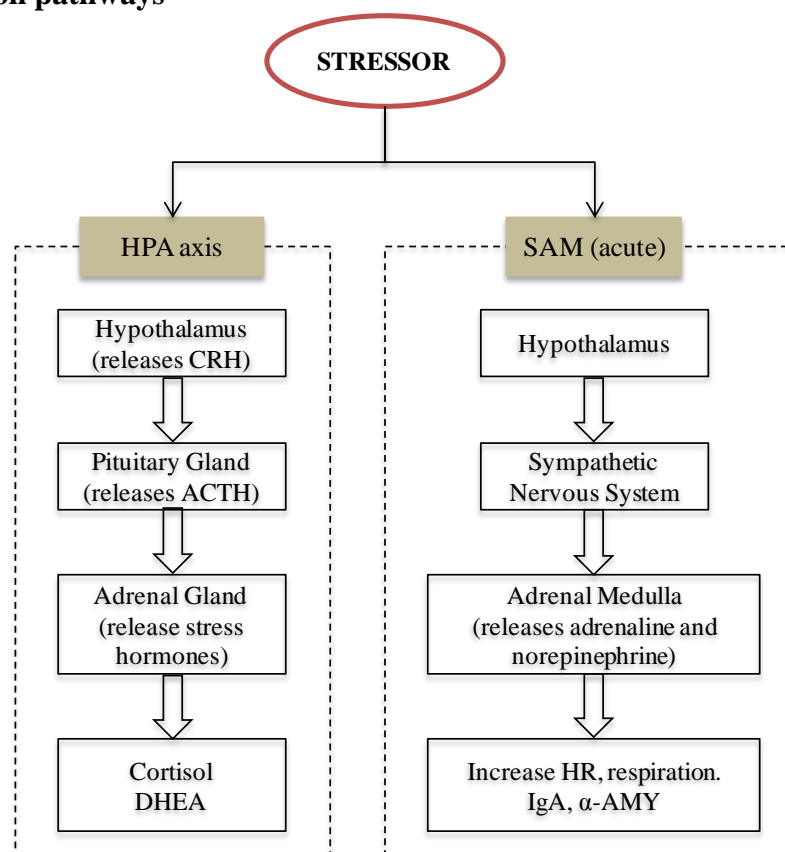 pathways
STRESSOR
HPA axis
SAM (acute)
Hypothalamus
(releases CRH)
Hypothalamus
Pituitary Gland
(releases ACTH)
Sympathetic
Nervous System
Adrenal Gland
(release stress
hormones)
Adrenal Medulla
(releases adrenaline and
norepinephrine)
Cortisol
DHEA
Increase HR, respiration.
IgA, α-AMY